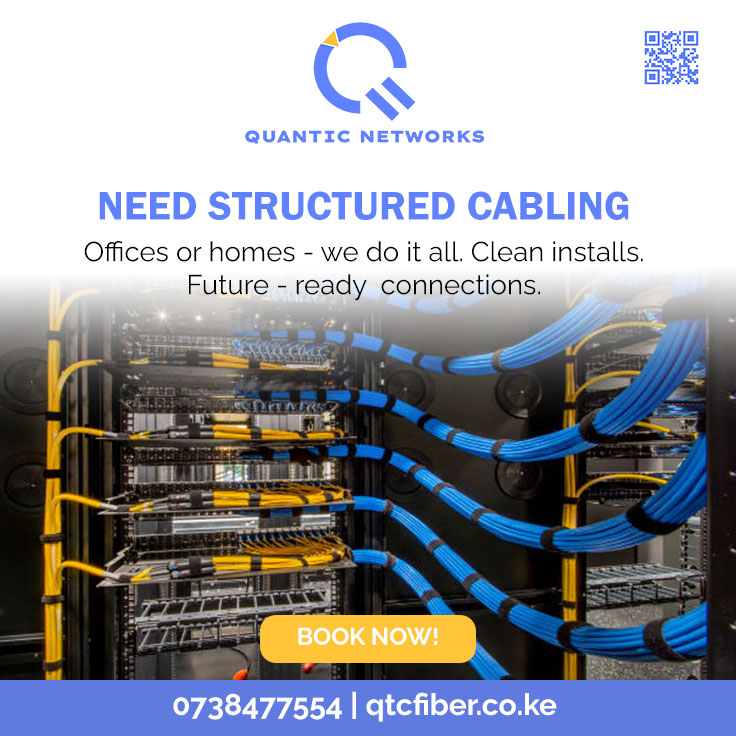 QUANTIC NETWORKS
NEED STRUCTURED CABLING
Offices or homes - we do it all. Clean installs.
Future - ready  connections.
BOOK NOW!
0738477554 | qtcfiber.co.ke